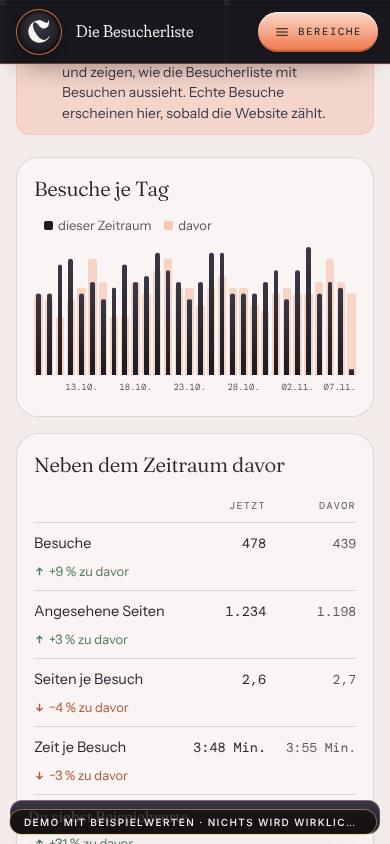 Die Besucherliste
BEREICHE
und zeigen, wie die Besucherliste mit
Besuchen aussieht. Echte Besuche
erscheinen hier, sobald die Website zählt.
Besuche je Tag
dieser Zeitraum davor
13.10. 18.10. 23.10. 28.10. 02.11. 07.11.
Neben dem Zeitraum davor
JETZT DAVOR
Besuche 478 439
↑ +9 % zu davor
Angesehene Seiten 1.234 1.198
↑ +3 % zu davor
Seiten je Besuch 2,6 2,7
↓ −4 % zu davor
Zeit je Besuch 3:48 Min. 3:55 Min.
↓ −3 % zu davor
Du siehst Beispielwerte
DEMO MIT BEISPIELWERTEN · NICHTS WIRD WIRKLIC…